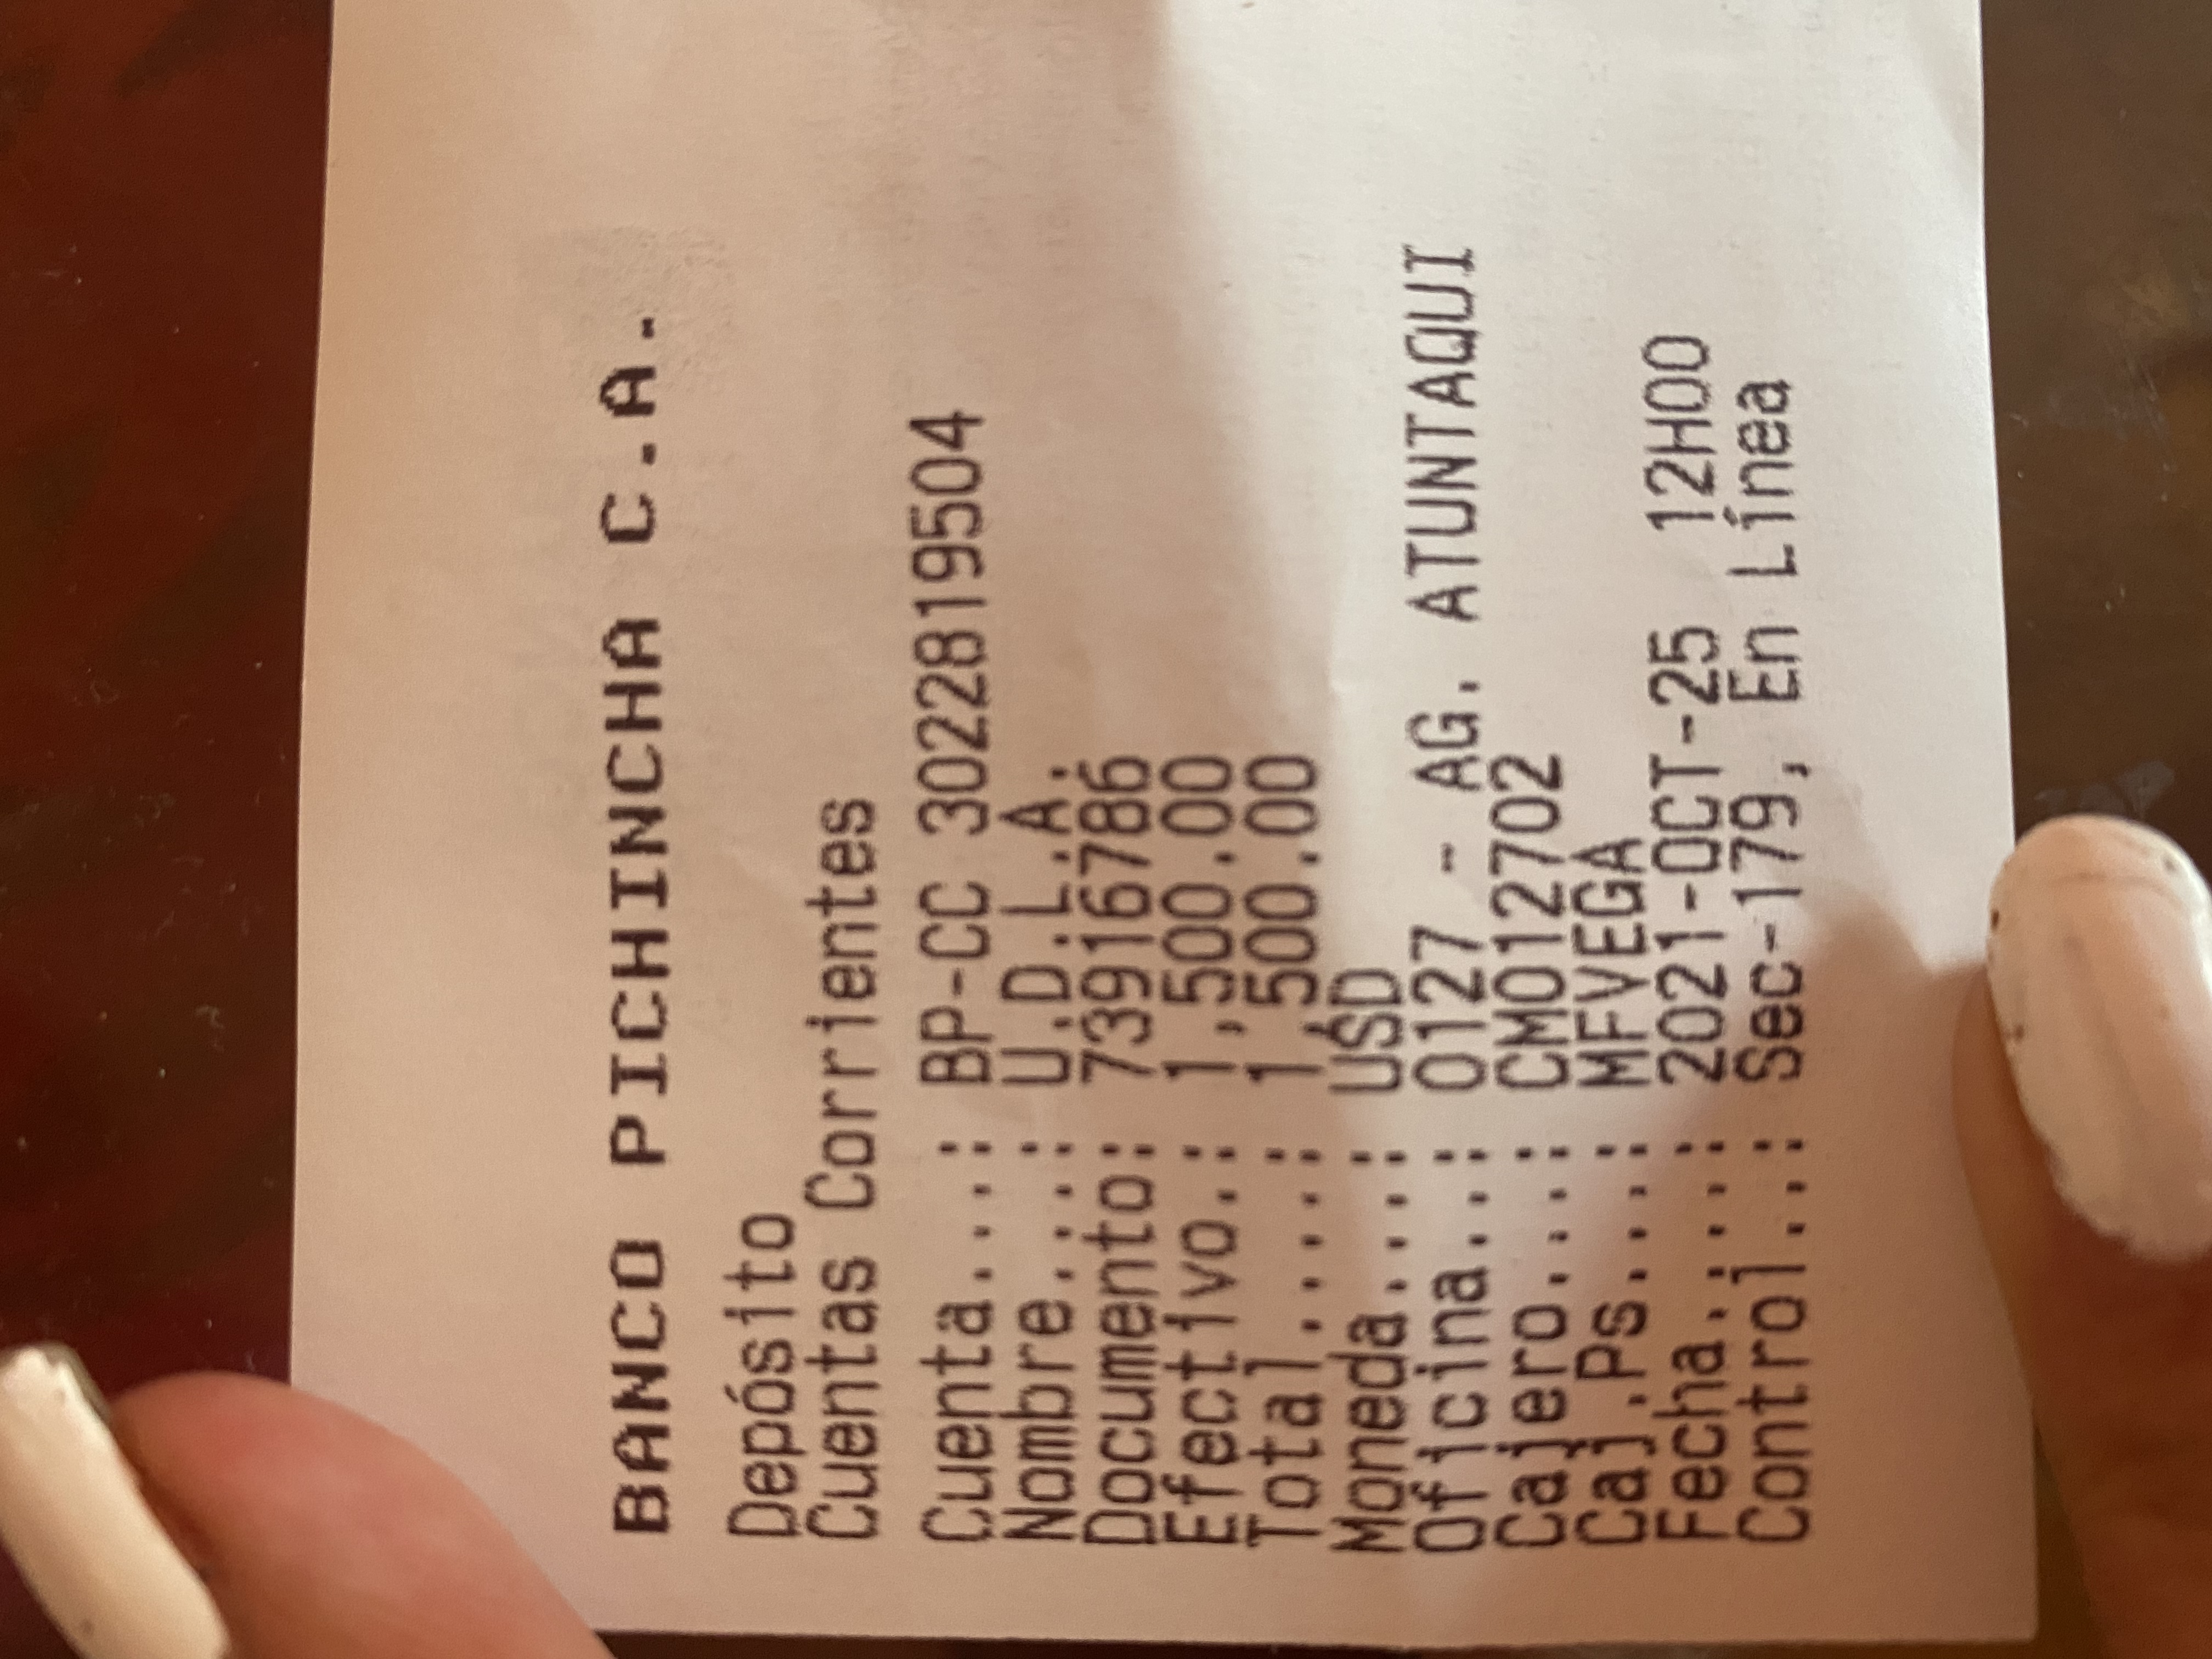 BANCO PICHINCHA C.A.
Depósito
Cuentas Corrientes
Cuenta....: BP-CC 3022819504
Nombre....: U.D.L.A.
Documento: 739167786
Efectivo.: 1,500.00
Total.....: 1,500.00
Moneda....: USD
Oficina...: 0127 - AG. ATUNTAQUI
Cajero....: CM012702
Caj.Ps....: MFVEGA
Fecha.....: 2021-OCT-25 12H00
Control...: Sec-179, En Línea